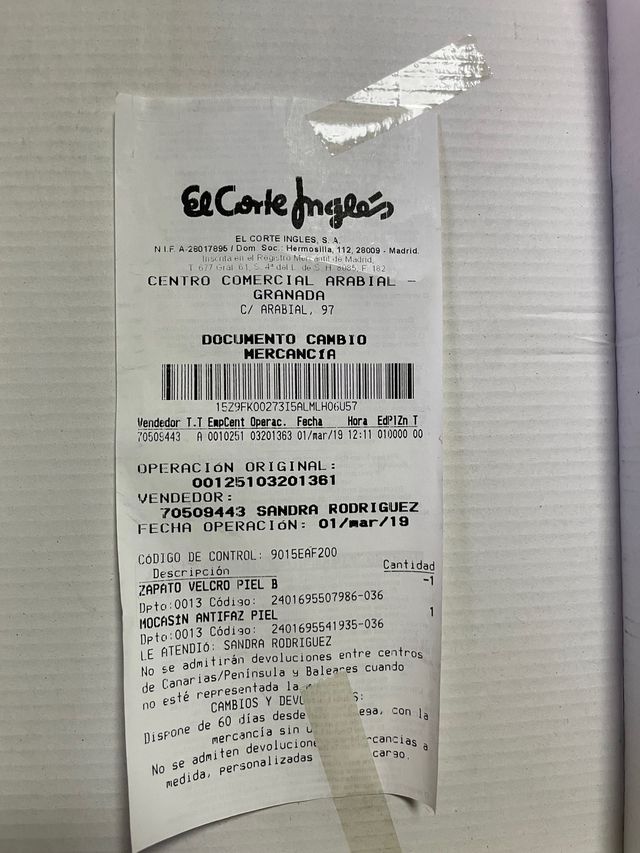 El Corte Inglés
EL CORTE INGLES, S. A.
N.I.F. A-28017895 / Dom. Soc.: Hermosilla, 112, 28009 - Madrid.
Inscrita en el Registro Mercantil de Madrid,
T. 677 Gral. 61, S. 4ª del L. de S. H. 8085, F. 182
CENTRO COMERCIAL ARABIAL -
GRANADA
C/ ARABIAL, 97
DOCUMENTO CAMBIO
MERCANCÍA
15Z9FK00273I5ALMLH06U57
Vendedor T.T EmpCent Operac. Fecha Hora EdPlZn T
70509443 A 0010251 03201363 01/mar/19 12:11 010000 00
OPERACIÓN ORIGINAL:
00125103201361
VENDEDOR:
70509443 SANDRA RODRIGUEZ
FECHA OPERACIÓN: 01/mar/19
CÓDIGO DE CONTROL: 9015EAF200
Descripción Cantidad
ZAPATO VELCRO PIEL B -1
Dpto:0013 Código: 2401695507986-036
MOCASÍN ANTIFAZ PIEL 1
Dpto:0013 Código: 2401695541935-036
LE ATENDIÓ: SANDRA RODRIGUEZ
No se admitirán devoluciones entre centros
de Canarias/Península y Baleares cuando
no esté representada la
CAMBIOS Y
Dispone de 60 días desde con la
mercancía sin
No se admiten
medida, personalizadas